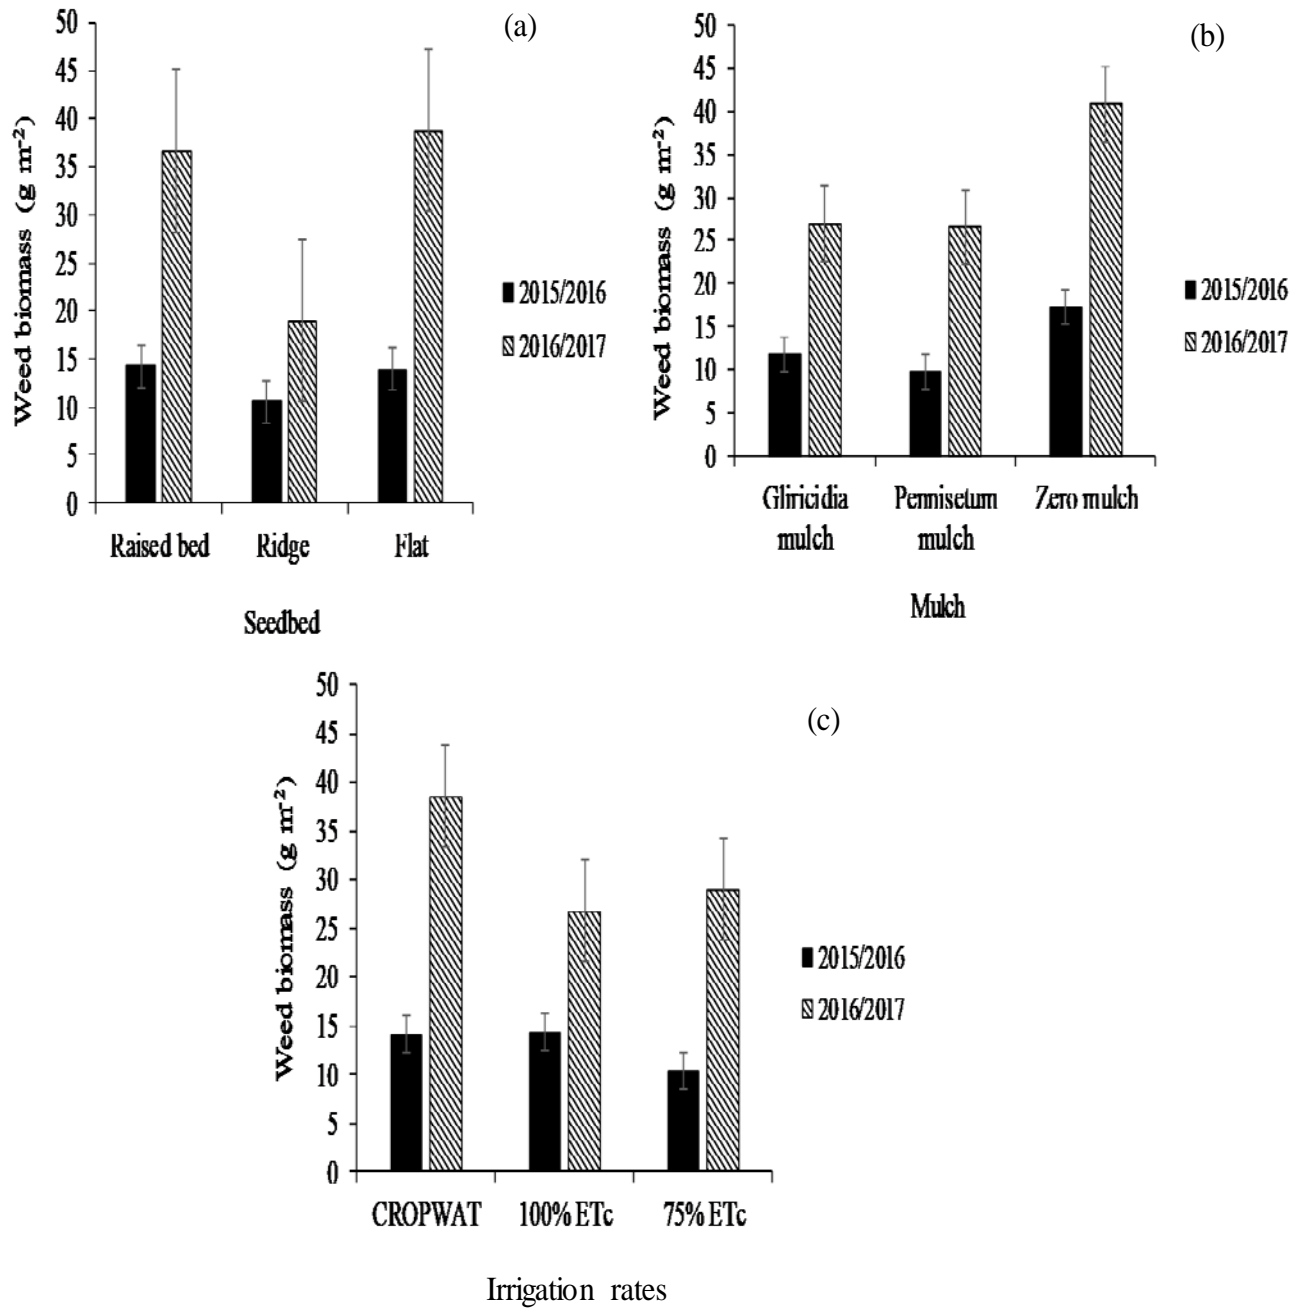 (a)
Weed biomass (g m-2)
50
45
40
35
30
25
20
15
10
5
0
Raised bed Ridge Flat
Seedbed
2015/2016
2016/2017
(b)
Weed biomass (g m-2)
50
45
40
35
30
25
20
15
10
5
0
Gliricidia mulch
Pennisetum mulch
Zero mulch
Mulch
2015/2016
2016/2017
(c)
Weed biomass (g m-2)
50
45
40
35
30
25
20
15
10
5
0
CROPWAT 100% ETc 75% ETc
Irrigation rates
2015/2016
2016/2017